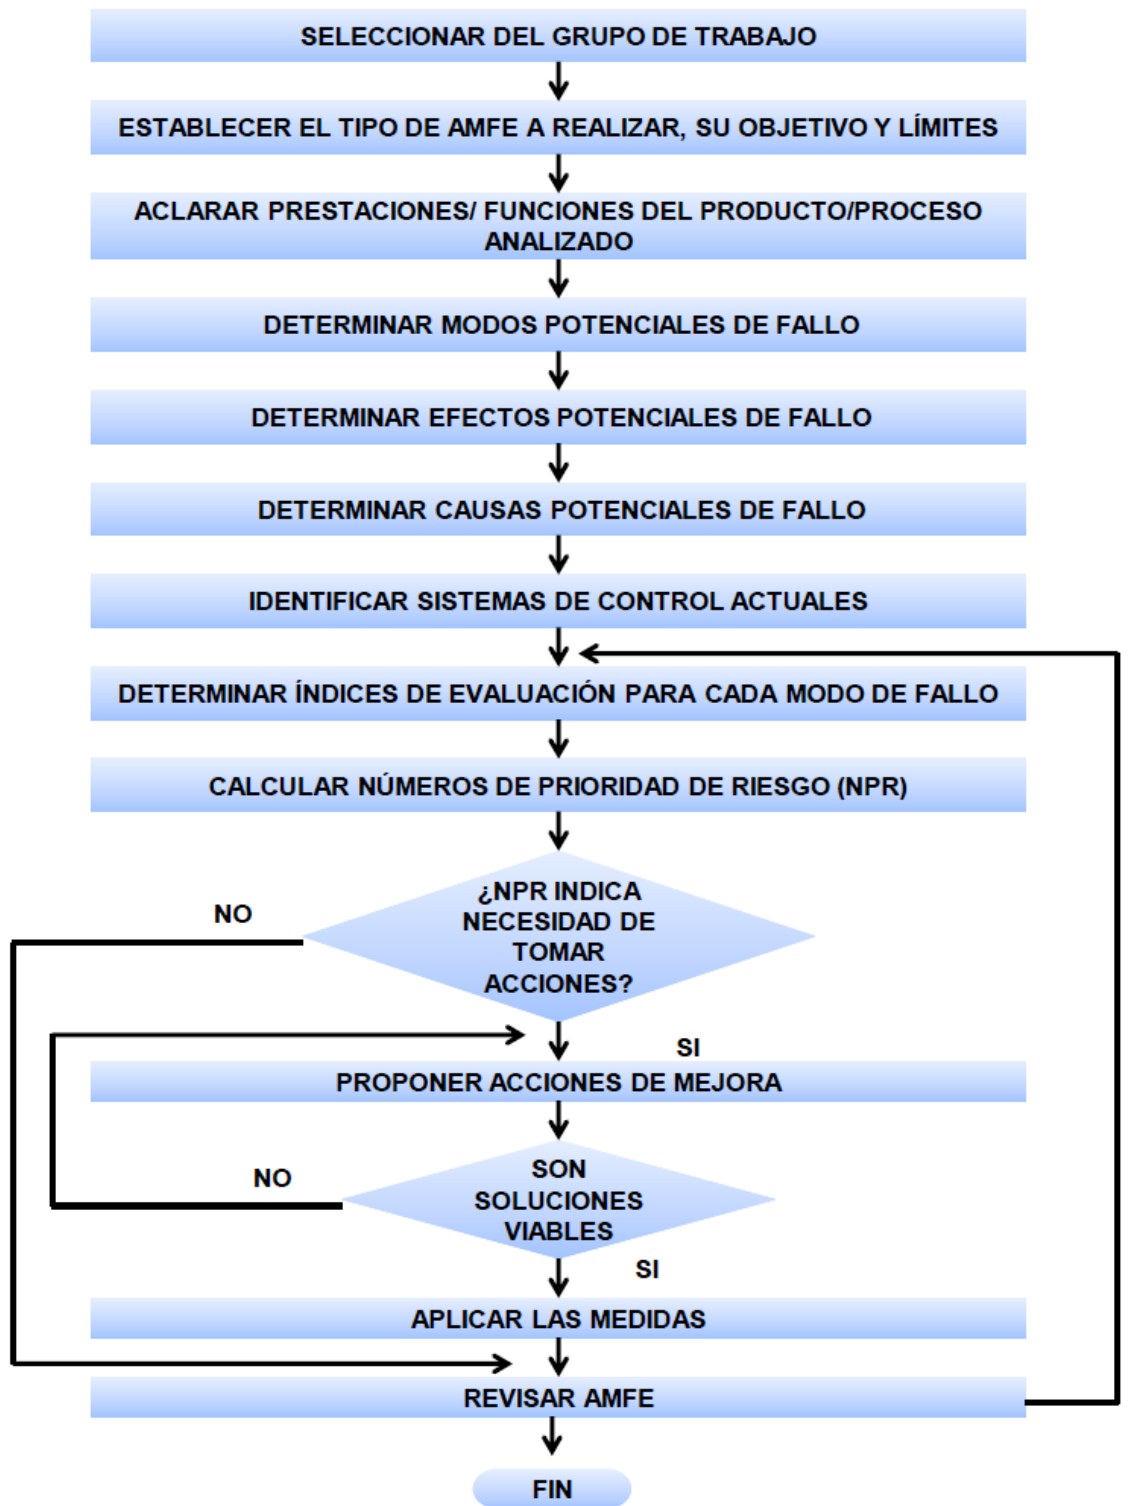 SELECCIONAR DEL GRUPO DE TRABAJO
ESTABLECER EL TIPO DE AMFE A REALIZAR, SU OBJETIVO Y LÍMITES
ACLARAR PRESTACIONES/ FUNCIONES DEL PRODUCTO/PROCESO
ANALIZADO
DETERMINAR MODOS POTENCIALES DE FALLO
DETERMINAR EFECTOS POTENCIALES DE FALLO
DETERMINAR CAUSAS POTENCIALES DE FALLO
IDENTIFICAR SISTEMAS DE CONTROL ACTUALES
DETERMINAR ÍNDICES DE EVALUACIÓN PARA CADA MODO DE FALLO
CALCULAR NÚMEROS DE PRIORIDAD DE RIESGO (NPR)
¿NPR INDICA
NECESIDAD DE
TOMAR
ACCIONES?
NO
SI
PROPONER ACCIONES DE MEJORA
SON
SOLUCIONES
VIABLES
NO
SI
APLICAR LAS MEDIDAS
REVISAR AMFE
FIN